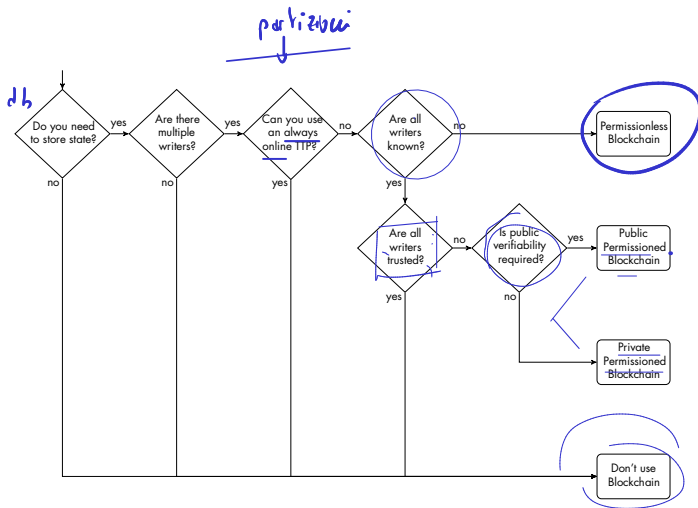 partizioni
db
Do you need
to store state?
yes
Are there
multiple
writers?
yes
Can you use
an always
online TTP?
no
Are all
writers
known?
no
Permissionless
Blockchain
no
no
yes
yes
Are all
writers
trusted?
no
Is public
verifiability
required?
yes
Public
Permissioned
Blockchain
yes
no
Private
Permissioned
Blockchain
Don't use
Blockchain